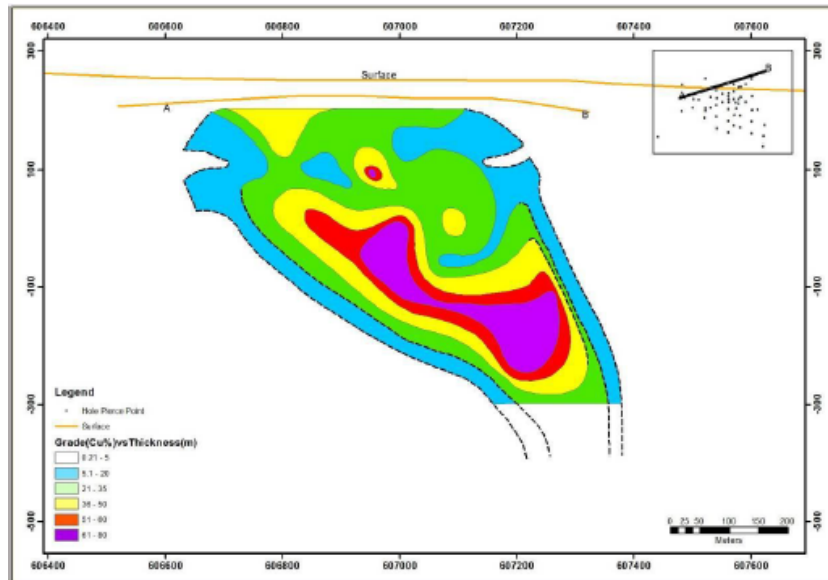 606400 606600 606800 607000 607200 607400 607600
300 300
Surface
A B
A B'
100 100
-100 -100
-300 -300
Legend
Hole Pierce Point
Surface
Grade(Cu%)vsThickness(m)
0.21 - 5
5.1 - 20
21 - 35
36 - 50
51 - 60
61 - 80
-500 -500
0 25 50 100 150 200
Meters
606400 606600 606800 607000 607200 607400 607600